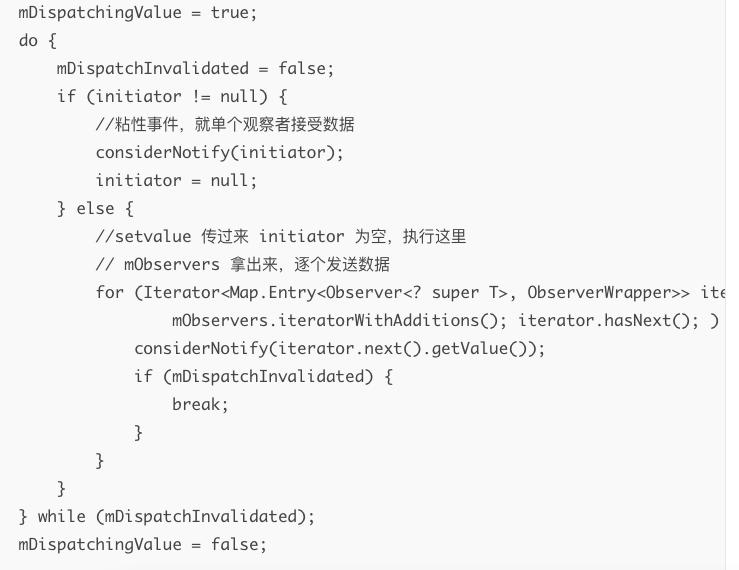 mDispatchingValue = true;
do {
    mDispatchInvalidated = false;
    if (initiator != null) {
        //粘性事件，就单个观察者接受数据
        considerNotify(initiator);
        initiator = null;
    } else {
        //setvalue 传过来 initiator 为空，执行这里
        // mObservers 拿出来，逐个发送数据
        for (Iterator<Map.Entry<Observer<? super T>, ObserverWrapper>> ite
                mObservers.iteratorWithAdditions(); iterator.hasNext(); )
            considerNotify(iterator.next().getValue());
            if (mDispatchInvalidated) {
                break;
            }
        }
    }
} while (mDispatchInvalidated);
mDispatchingValue = false;